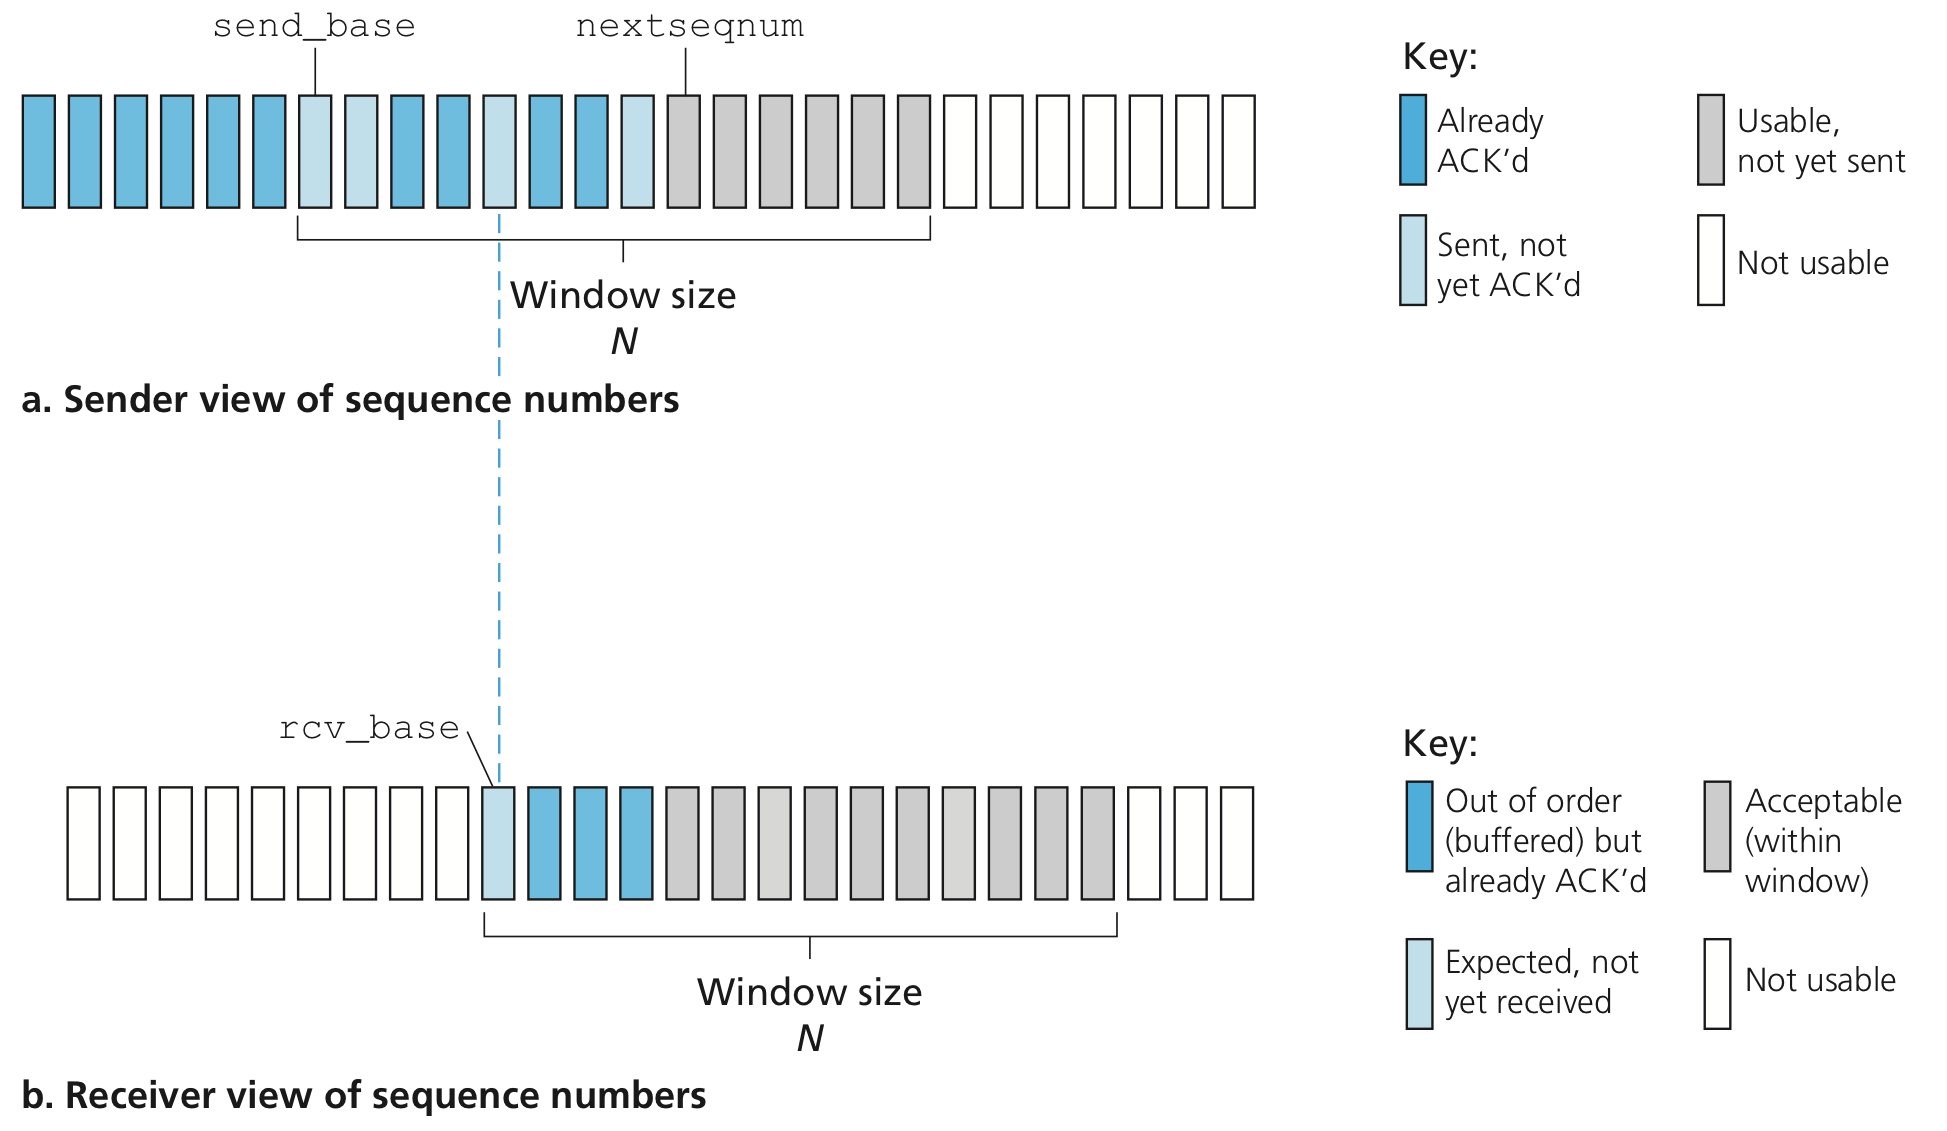 send_base
nextseqnum
Key:
Already
ACK’d
Usable,
not yet sent
Sent, not
yet ACK’d
Not usable
Window size
N
a. Sender view of sequence numbers
rcv_base
Key:
Out of order
(buffered) but
already ACK’d
Acceptable
(within
window)
Expected, not
yet received
Not usable
Window size
N
b. Receiver view of sequence numbers